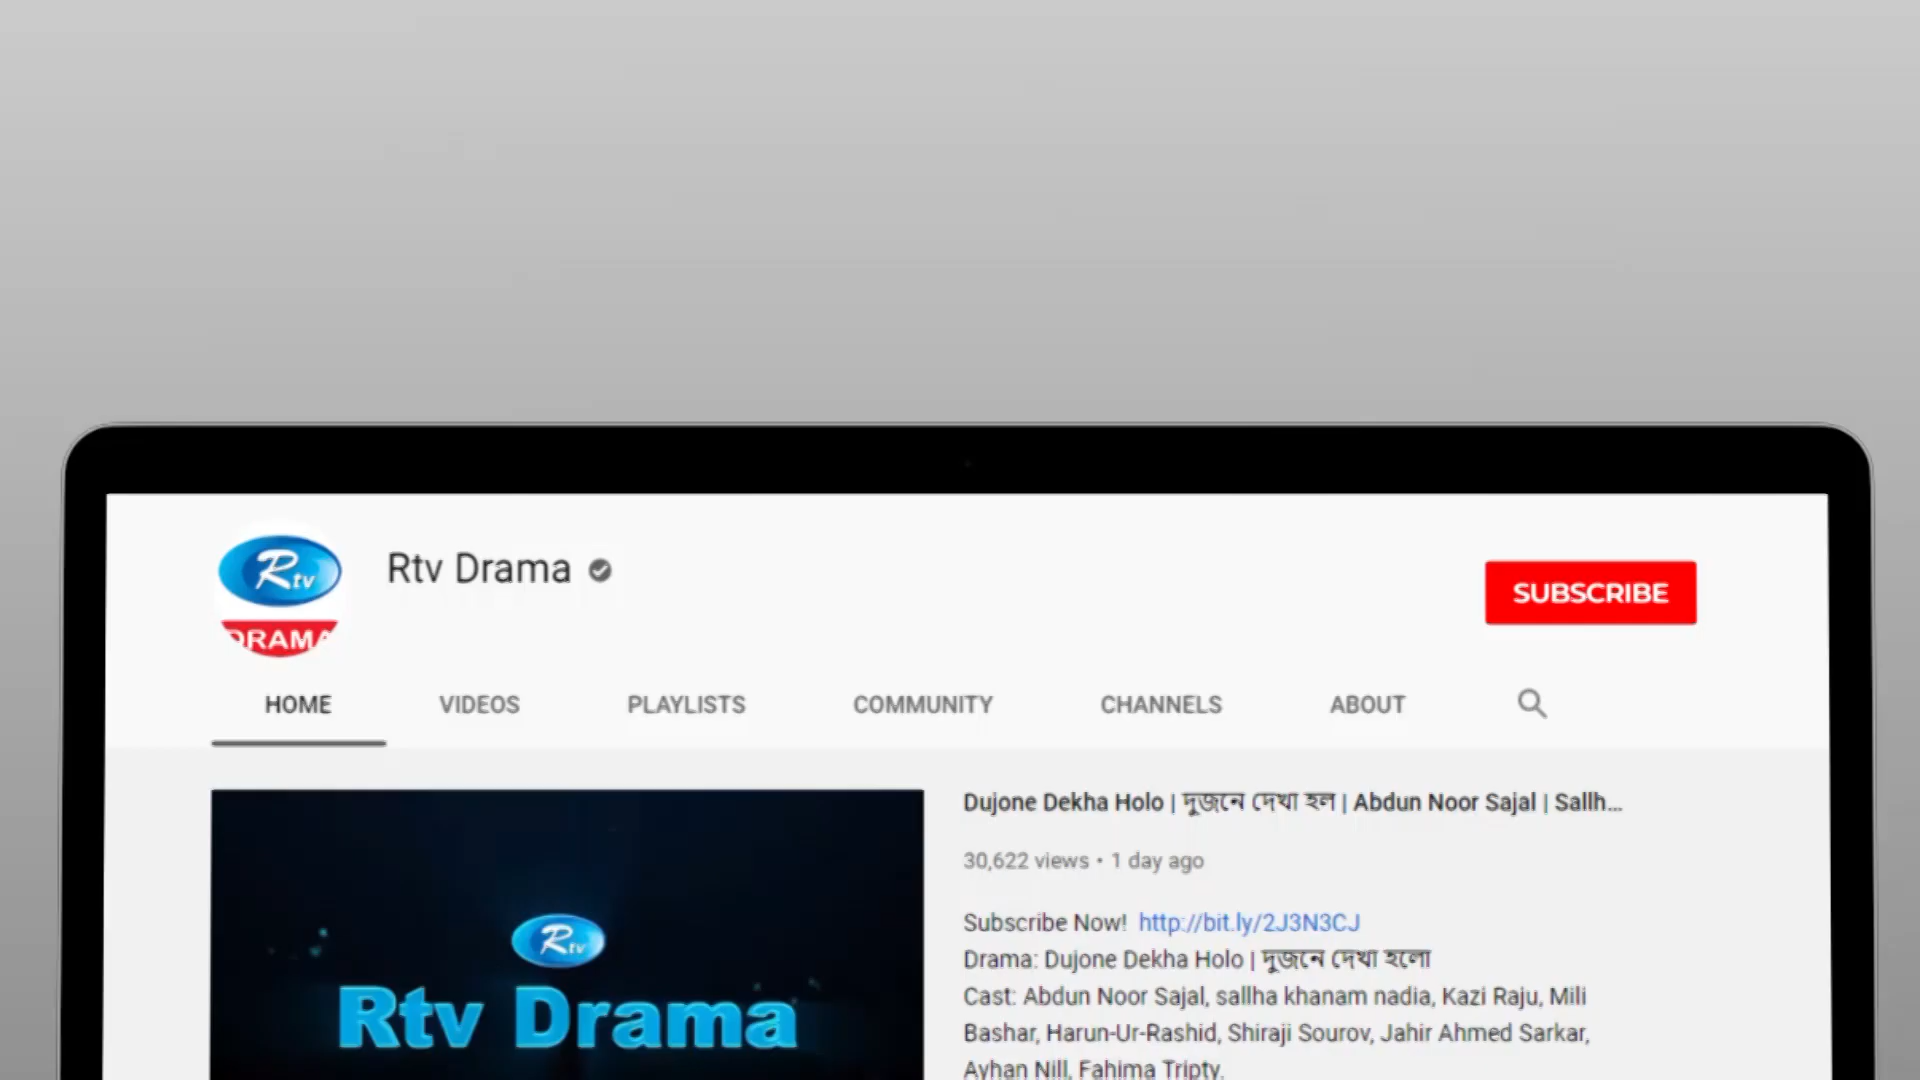 Rtv
DRAMA
Rtv Drama
SUBSCRIBE
HOME VIDEOS PLAYLISTS COMMUNITY CHANNELS ABOUT
Rtv
Rtv Drama
Dujone Dekha Holo | দুজনে দেখা হল | Abdun Noor Sajal | Sallh...
30,622 views • 1 day ago
Subscribe Now! http://bit.ly/2J3N3CJ
Drama: Dujone Dekha Holo | দুজনে দেখা হলো
Cast: Abdun Noor Sajal, sallha khanam nadia, Kazi Raju, Mili
Bashar, Harun-Ur-Rashid, Shiraji Sourov, Jahir Ahmed Sarkar,
Ayhan Nill, Fahima Tripty.